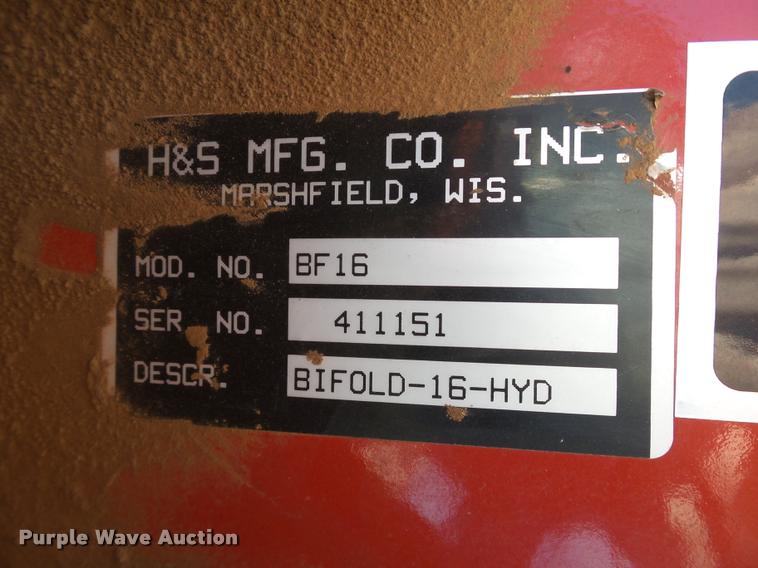 H&S MFG. CO. INC.
MARSHFIELD, WIS.
MOD. NO. BF16
SER NO. 411151
DESCR. BIFOLD-16-HYD
Purple Wave Auction